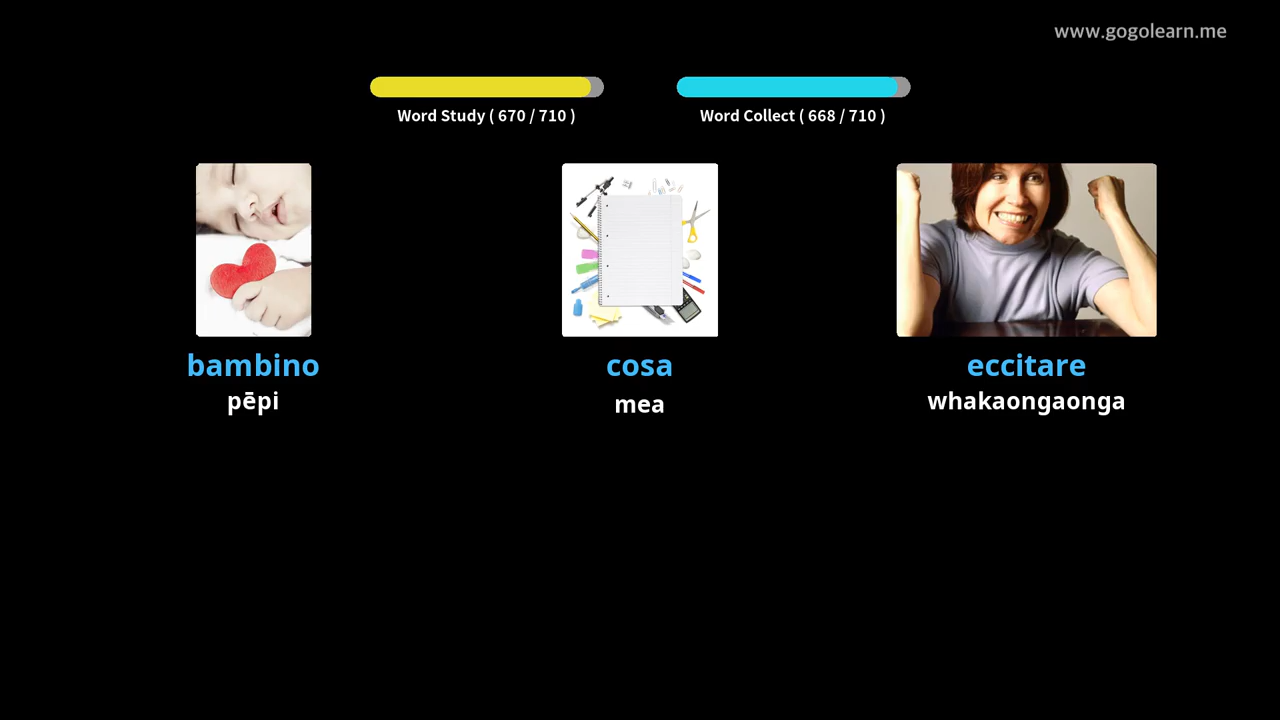 www.gogolearn.me
Word Study ( 670 / 710 )
Word Collect ( 668 / 710 )
bambino
pēpi
cosa
mea
eccitare
whakaongaonga